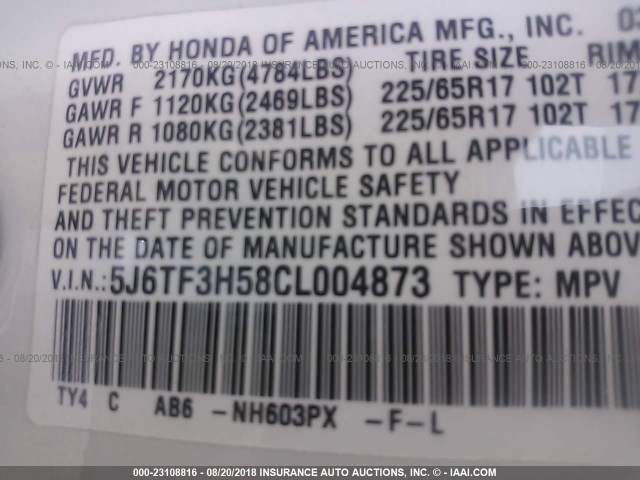 MFD. BY HONDA OF AMERICA MFG., INC.
TIRE SIZE RIM
GVWR 2170KG(4784LBS)
GAWR F 1120KG(2469LBS) 225/65R17 102T 17
GAWR R 1080KG(2381LBS) 225/65R17 102T 17
THIS VEHICLE CONFORMS TO ALL APPLICABLE
FEDERAL MOTOR VEHICLE SAFETY
AND THEFT PREVENTION STANDARDS IN EFFEC
ON THE DATE OF MANUFACTURE SHOWN ABOV
V.I.N.:5J6TF3H58CL004873 TYPE: MPV
TY4 C AB6 -NH603PX -F-L
000-23108816 - 08/20/2018 INSURANCE AUTO AUCTIONS.CT - © IAAI.COM